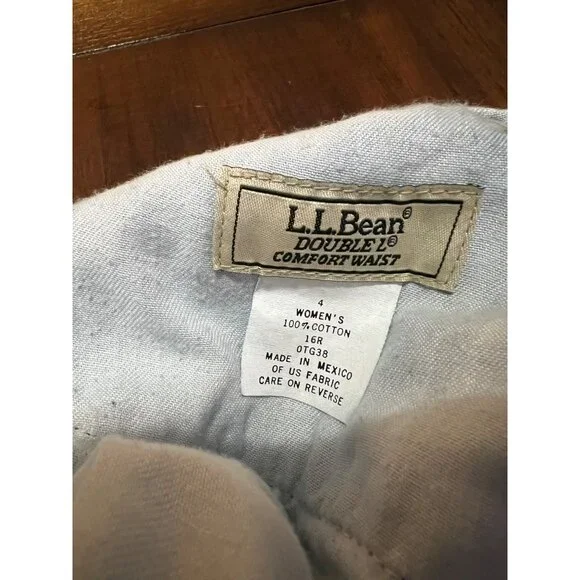 L.L.Bean®
DOUBLE L®
COMFORT WAIST
4
WOMEN'S
100% COTTON
16R
0TG38
MADE IN MEXICO
OF US FABRIC
CARE ON REVERSE